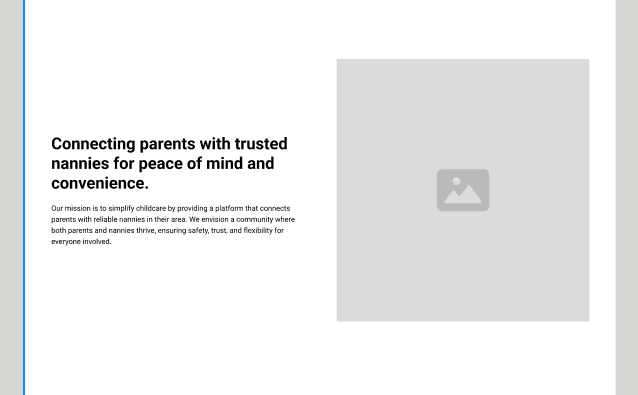 Connecting parents with trusted
nannies for peace of mind and
convenience.
Our mission is to simplify childcare by providing a platform that connects
parents with reliable nannies in their area. We envision a community where
both parents and nannies thrive, ensuring safety, trust, and flexibility for
everyone involved.